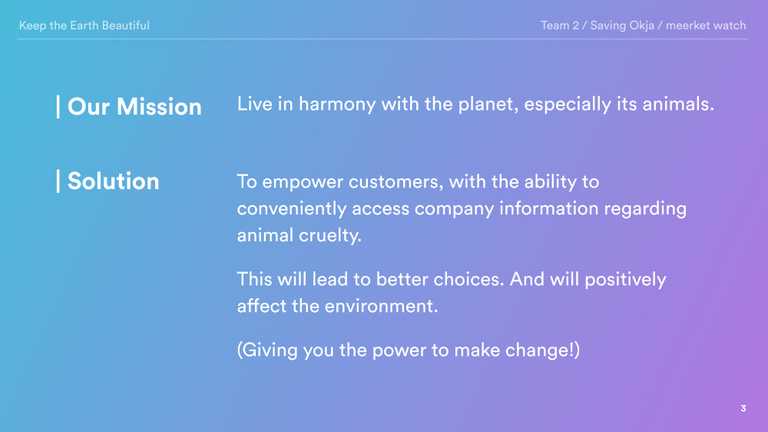 Keep the Earth Beautiful
Team 2 / Saving Okja / meerket watch
| Our Mission
Live in harmony with the planet, especially its animals.
| Solution
To empower customers, with the ability to
conveniently access company information regarding
animal cruelty.
This will lead to better choices. And will positively
affect the environment.
(Giving you the power to make change!)
3